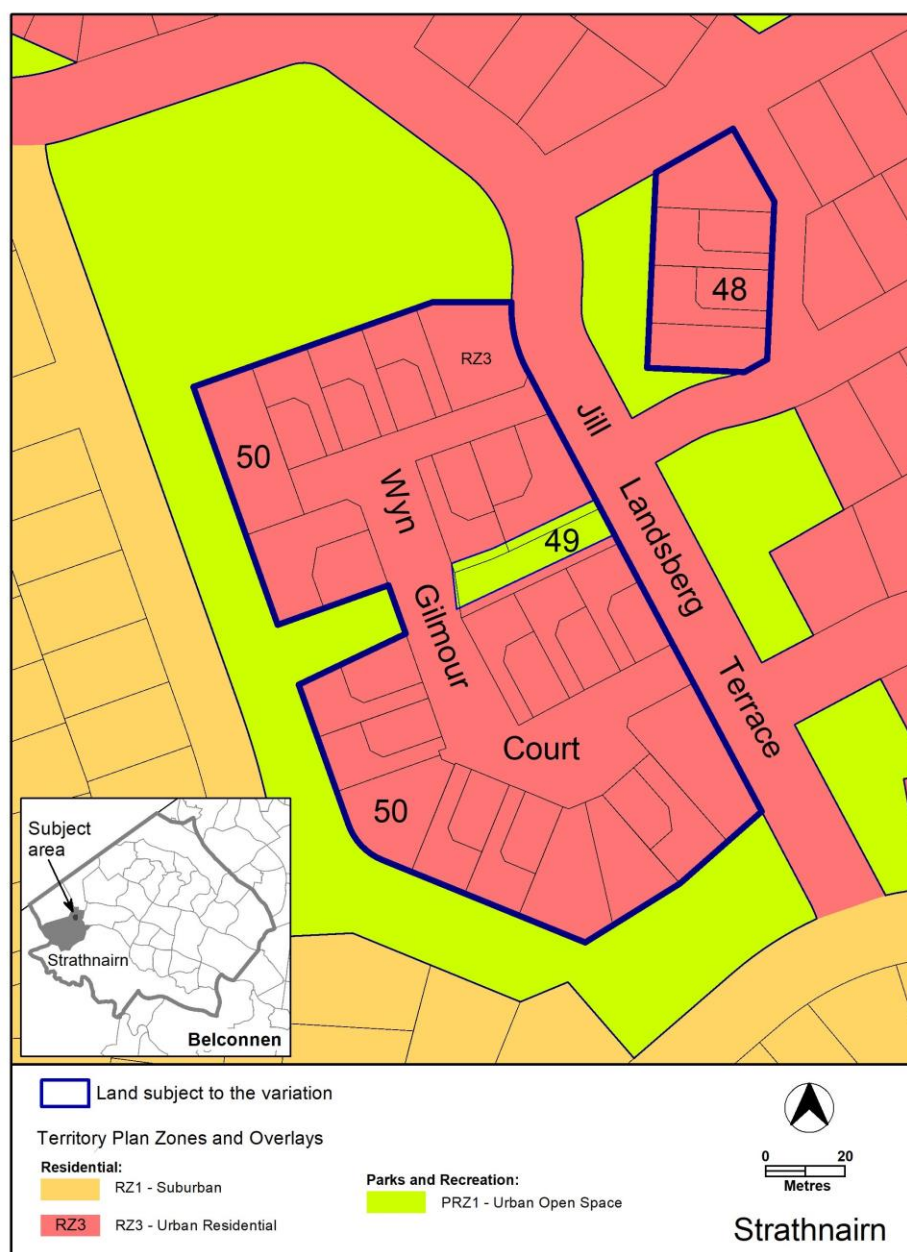 48
RZ3
50
Jill
Wyn
Landsberg
49
Gilmour
Terrace
Court
50
Subject
area
Strathnairn
Belconnen
Land subject to the variation
Territory Plan Zones and Overlays
Residential:
RZ1 - Suburban
RZ3 RZ3 - Urban Residential
Parks and Recreation:
PRZ1 - Urban Open Space
0 20
Metres
Strathnairn